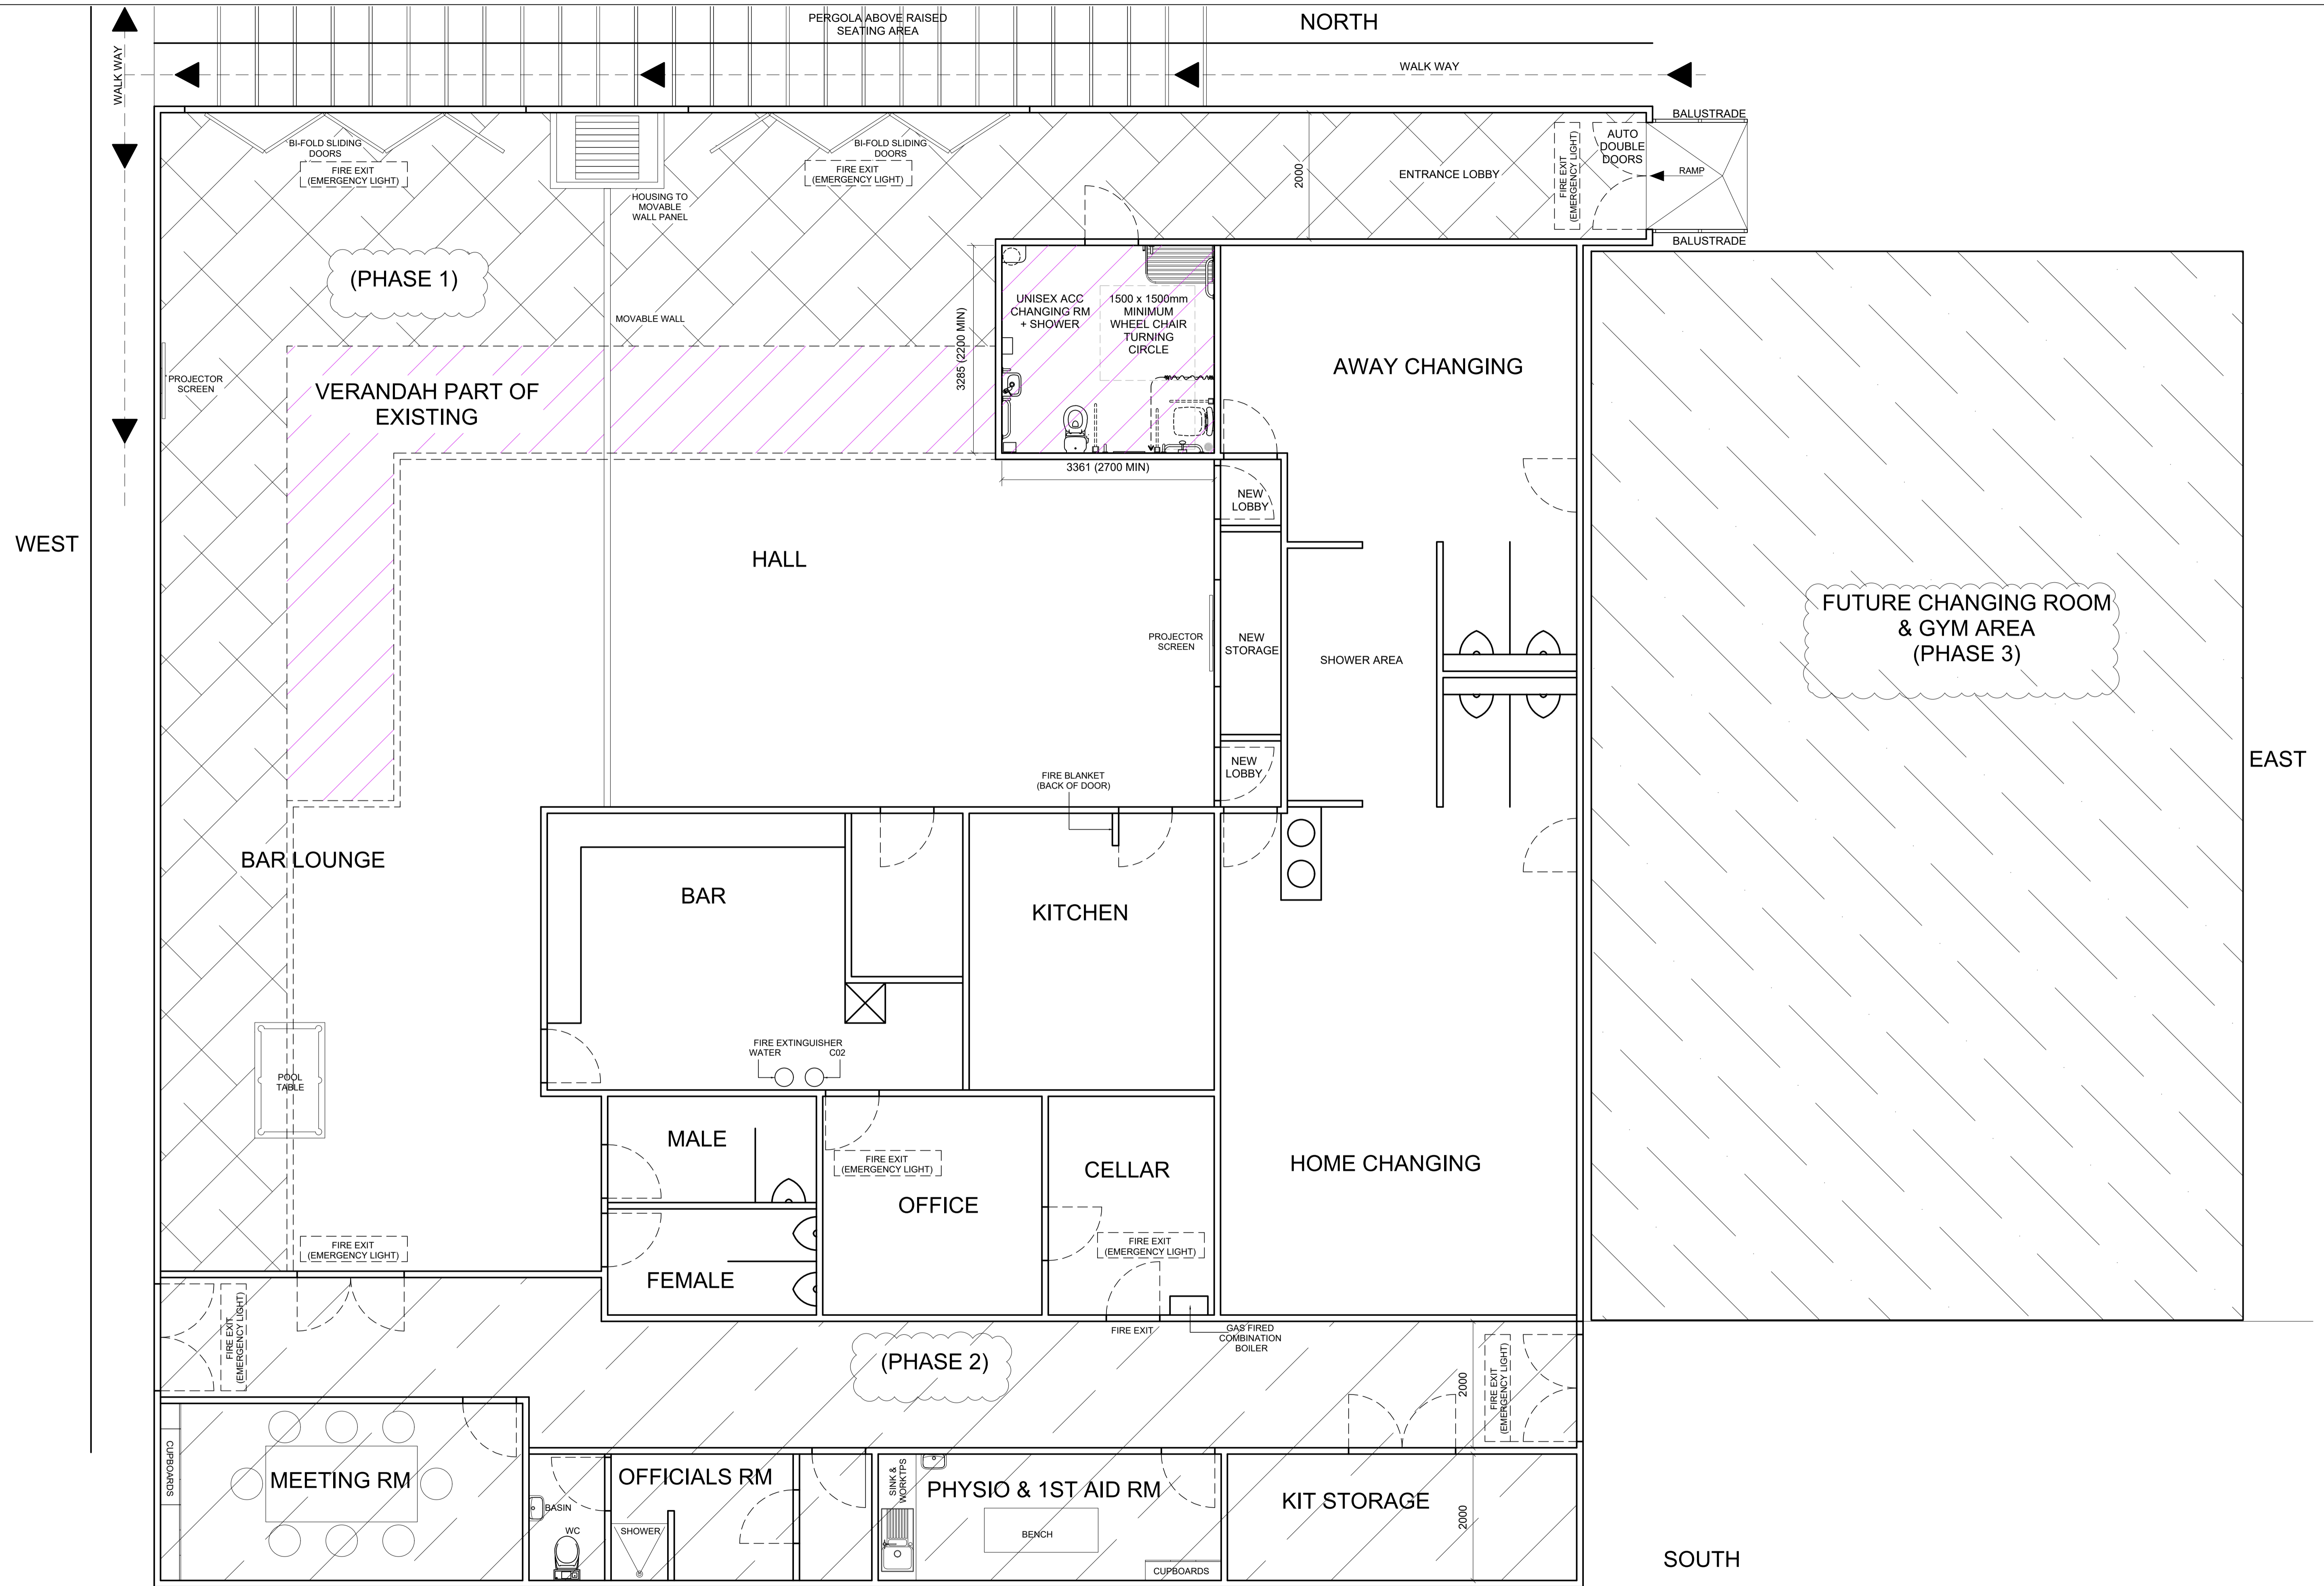 PERGOLA ABOVE RAISED
SEATING AREA
NORTH
WALK WAY
WALK WAY
BALUSTRADE
BI-FOLD SLIDING
DOORS
FIRE EXIT
(EMERGENCY LIGHT)
BI-FOLD SLIDING
DOORS
FIRE EXIT
(EMERGENCY LIGHT)
2000
ENTRANCE LOBBY
FIRE EXIT
(EMERGENCY LIGHT)
AUTO
DOUBLE
DOORS
RAMP
HOUSING TO
MOVABLE
WALL PANEL
BALUSTRADE
(PHASE 1)
MOVABLE WALL
3285 (2200 MIN)
UNISEX ACC
CHANGING RM
+ SHOWER
1500 x 1500mm
MINIMUM
WHEEL CHAIR
TURNING
CIRCLE
AWAY CHANGING
PROJECTOR
SCREEN
VERANDAH PART OF
EXISTING
3361 (2700 MIN)
NEW
LOBBY
WEST
HALL
FUTURE CHANGING ROOM
& GYM AREA
(PHASE 3)
PROJECTOR
SCREEN
NEW
STORAGE
SHOWER AREA
EAST
NEW
LOBBY
FIRE BLANKET
(BACK OF DOOR)
BAR LOUNGE
BAR
KITCHEN
FIRE EXTINGUISHER
WATER
C02
POOL
TABLE
MALE
FIRE EXIT
(EMERGENCY LIGHT)
CELLAR
HOME CHANGING
OFFICE
FIRE EXIT
(EMERGENCY LIGHT)
FIRE EXIT
(EMERGENCY LIGHT)
FEMALE
FIRE EXIT
(EMERGENCY LIGHT)
FIRE EXIT
GAS FIRED
COMBINATION
BOILER
(PHASE 2)
2000
FIRE EXIT
(EMERGENCY LIGHT)
CUPBOARDS
MEETING RM
OFFICIALS RM
BASIN
WC
SHOWER
SINK &
WORKTPS
PHYSIO & 1ST AID RM
BENCH
CUPBOARDS
KIT STORAGE
2000
SOUTH